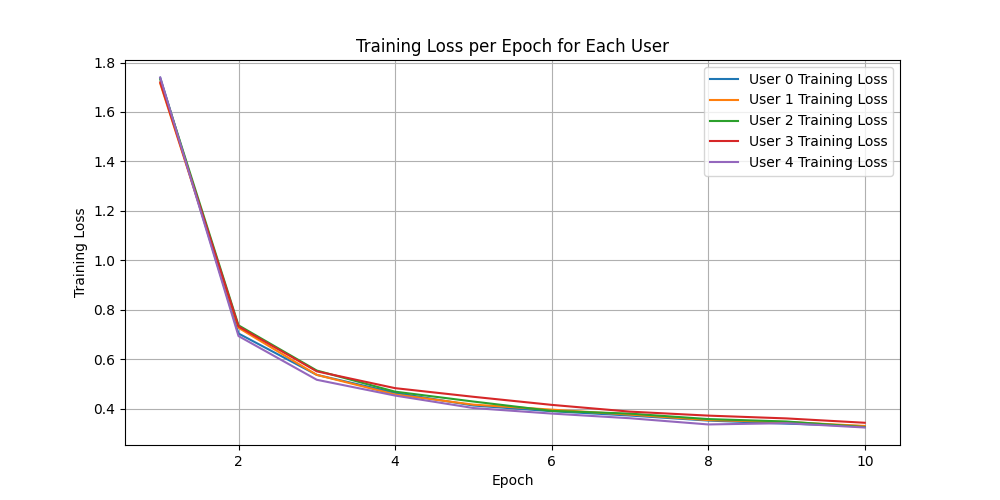 Training Loss per Epoch for Each User
Training Loss
1.8
1.6
1.4
1.2
1.0
0.8
0.6
0.4
User 0 Training Loss
User 1 Training Loss
User 2 Training Loss
User 3 Training Loss
User 4 Training Loss
2 4 6 8 10
Epoch